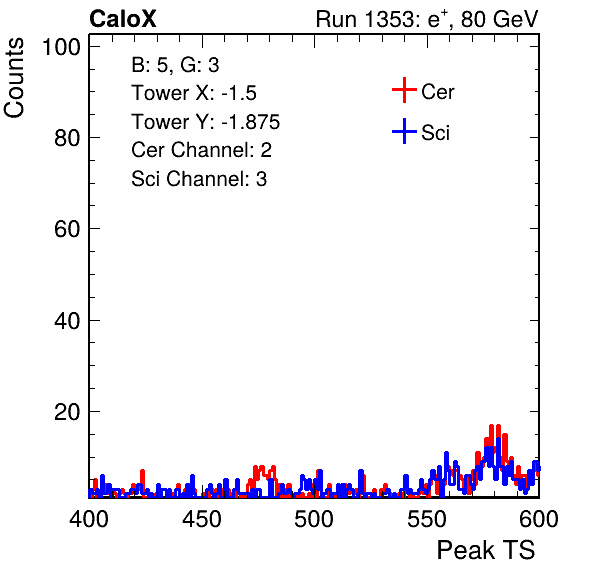 CaloX Run 1353: e⁺, 80 GeV
Counts
B: 5, G: 3
Tower X: -1.5
Tower Y: -1.875
Cer Channel: 2
Sci Channel: 3
Cer
Sci
100
80
60
40
20
400 450 500 550 600
Peak TS